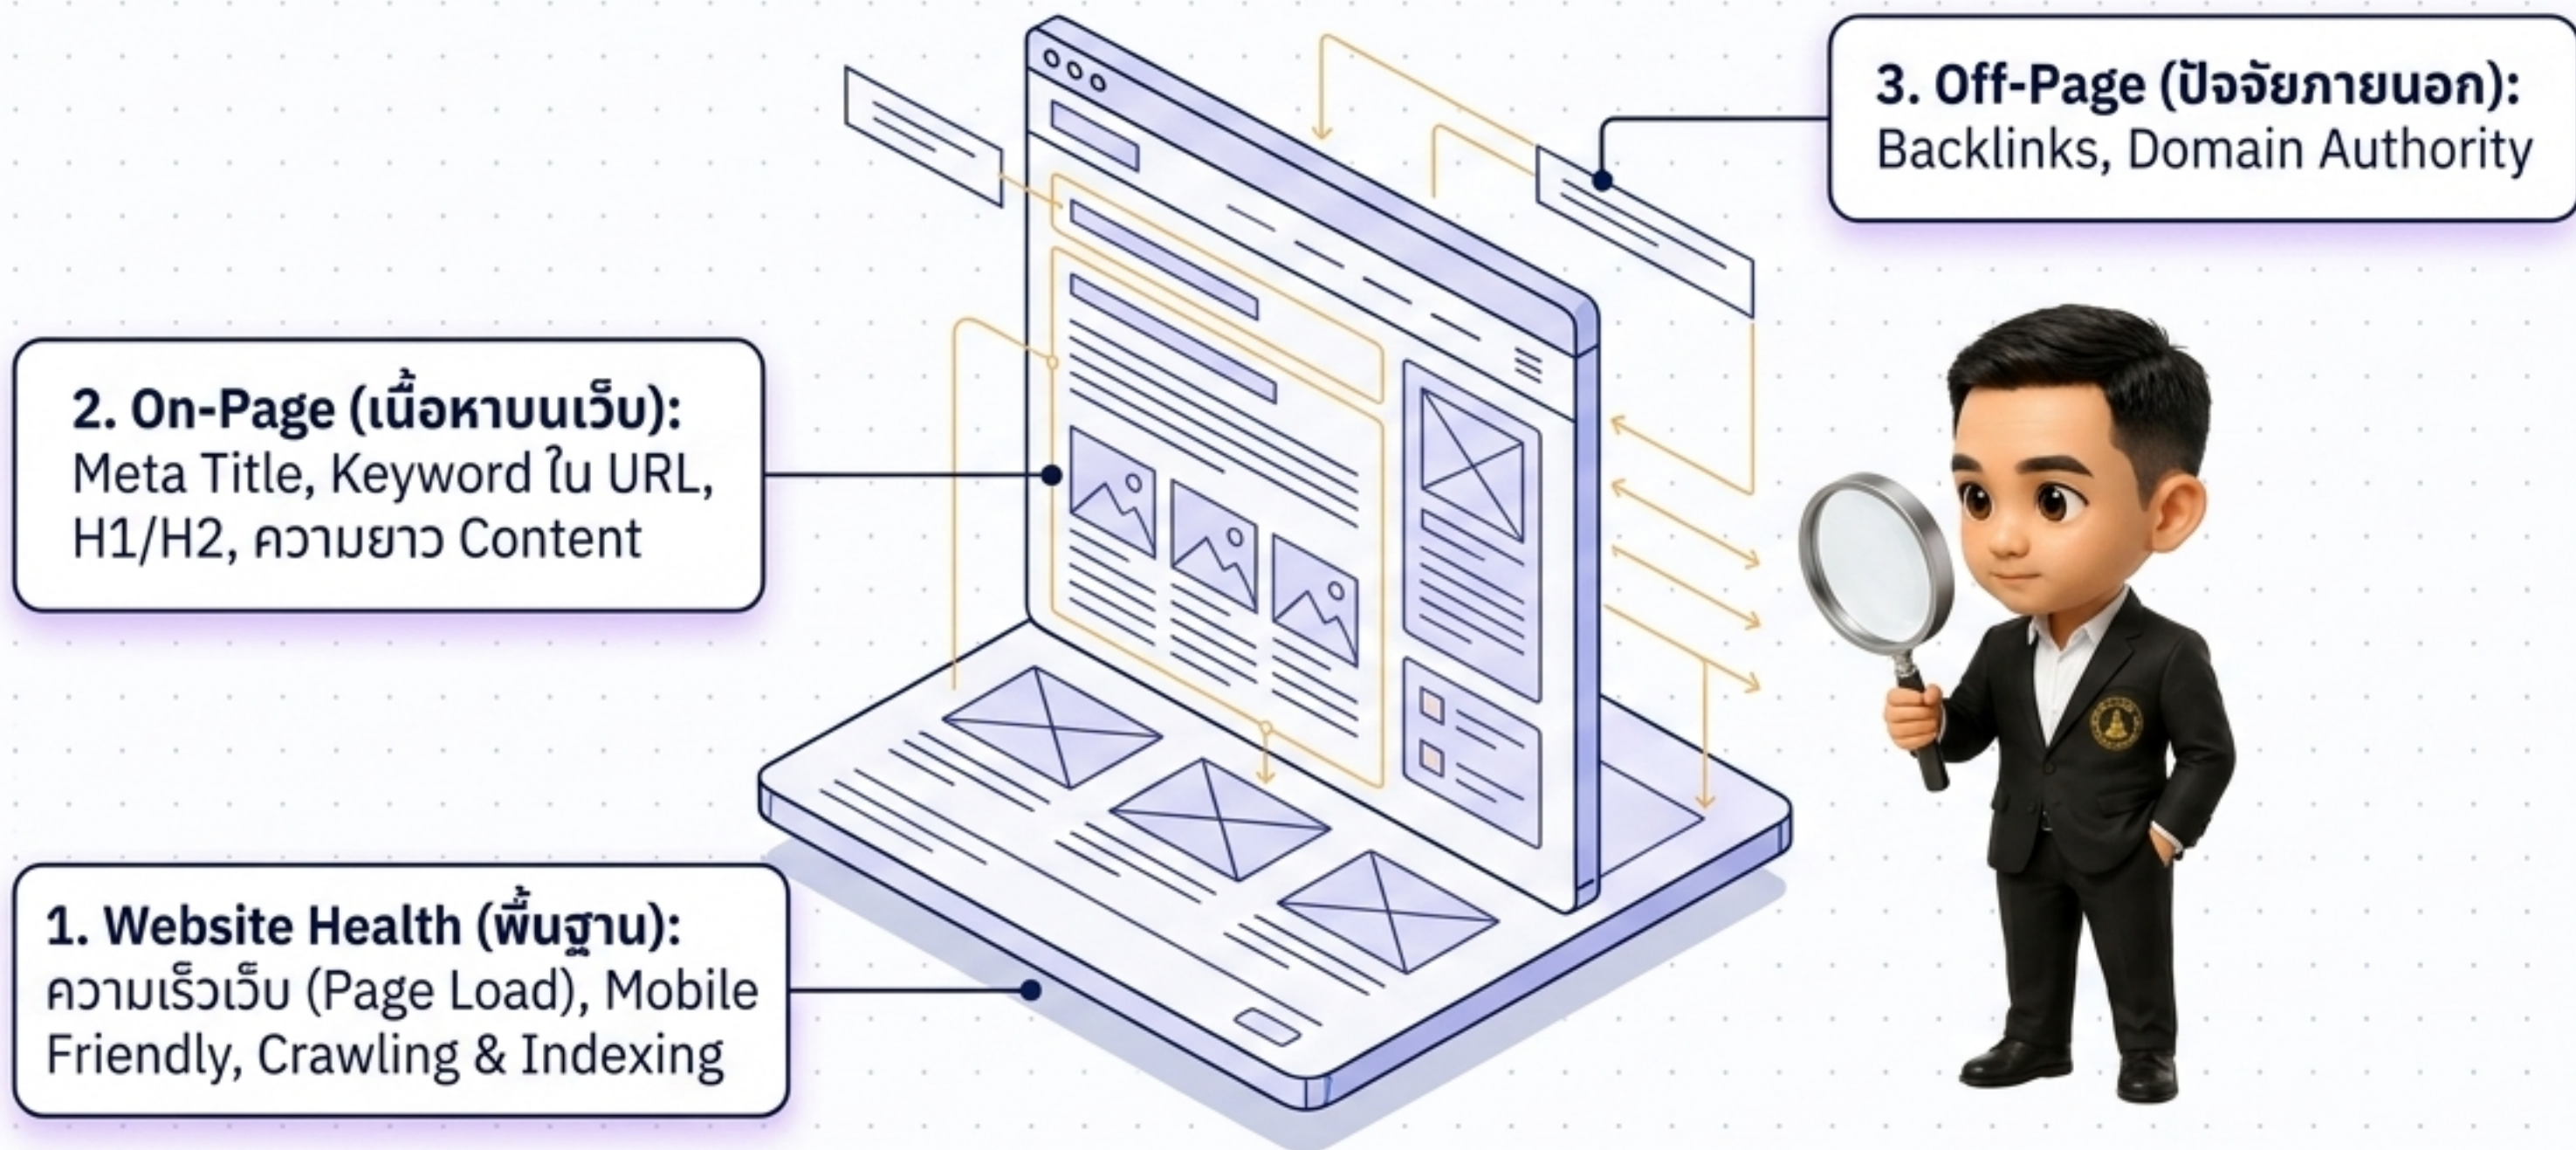 3. Off-Page (ปัจจัยภายนอก):
Backlinks, Domain Authority
2. On-Page (เนื้อหาบนเว็บ):
Meta Title, Keyword ใน URL,
H1/H2, ความยาว Content
1. Website Health (พื้นฐาน):
ความเร็วเว็บ (Page Load), Mobile
Friendly, Crawling & Indexing